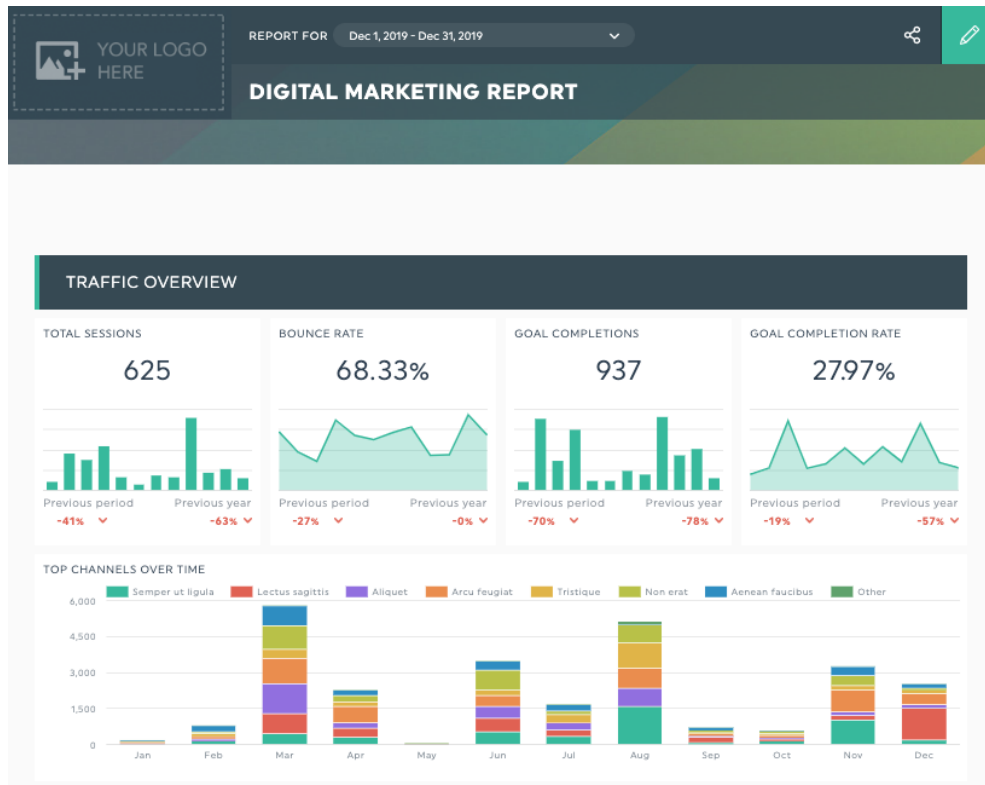 YOUR LOGO
HERE
REPORT FOR Dec 1, 2019 - Dec 31, 2019
DIGITAL MARKETING REPORT
TRAFFIC OVERVIEW
TOTAL SESSIONS BOUNCE RATE GOAL COMPLETIONS GOAL COMPLETION RATE
625 68.33% 937 27.97%
Previous period Previous year Previous period Previous year Previous period Previous year Previous period Previous year
-41% -63% -27% -0% -70% -78% -19% -57%
TOP CHANNELS OVER TIME
Semper ut ligula Lectus sagittis Aliquet Arcu feugiat Tristique Non erat Aenean faucibus Other
6,000
4,500
3,000
1,500
0
Jan Feb Mar Apr May Jun Jul Aug Sep Oct Nov Dec